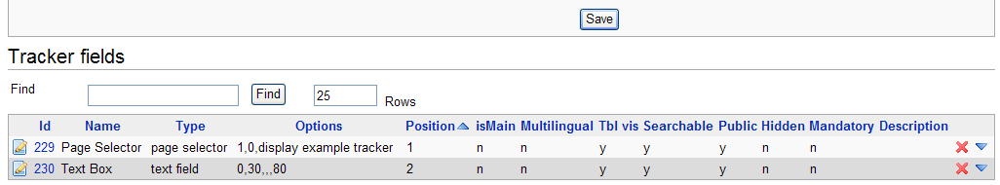 Save
Tracker fields
Find Find 25 Rows
Id Name Type Options Position isMain Multilingual Tbl vis Searchable Public Hidden Mandatory Description
229 Page Selector page selector 1,0,display example tracker 1 n n y y y n n
230 Text Box text field 0,30,,,80 2 n n y y y n n